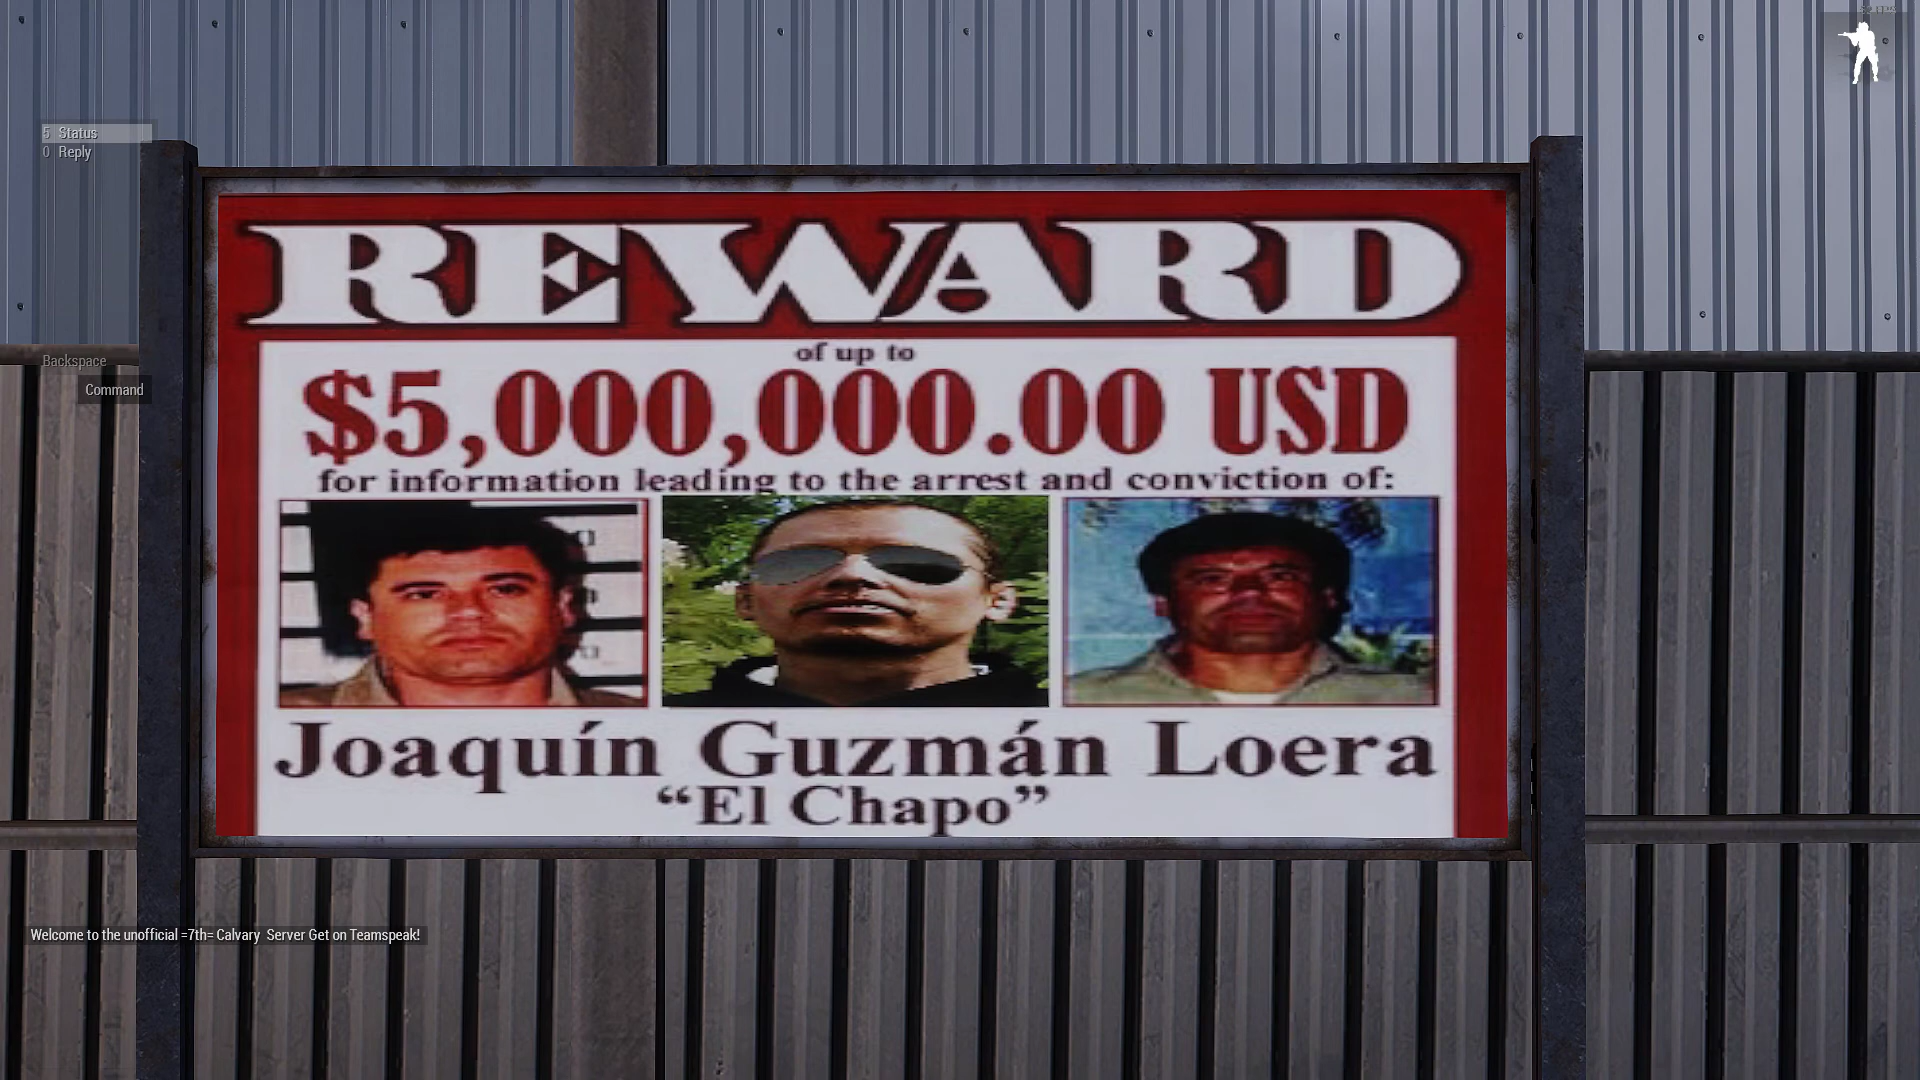 5 Status
0 Reply
REWARD
of up to
$5,000,000.00 USD
for information leading to the arrest and conviction of:
Joaquín Guzmán Loera
“El Chapo”
Backspace
Command
Welcome to the unofficial =7th= Calvary Server Get on Teamspeak!